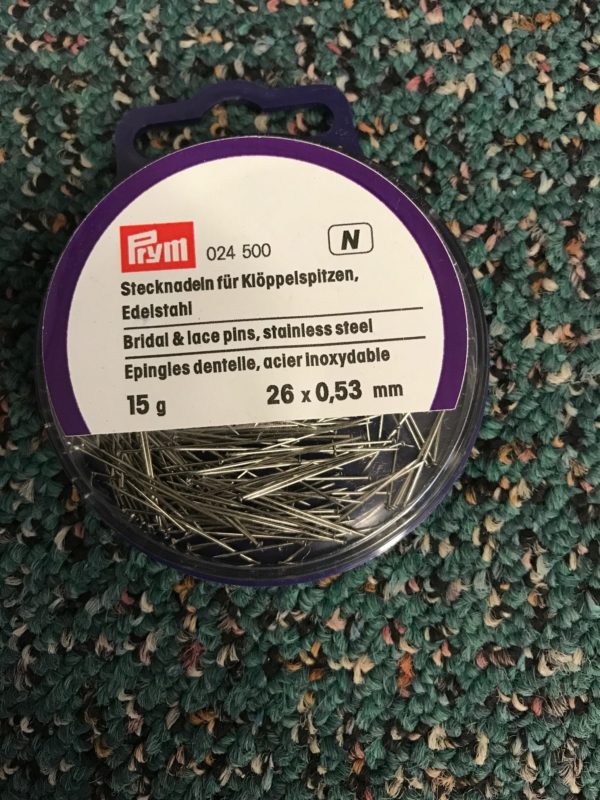 Prym 024 500 N
Stecknadeln für Klöppelspitzen,
Edelstahl
Bridal & lace pins, stainless steel
Epingles dentelle, acier inoxydable
15 g 26 x 0,53 mm